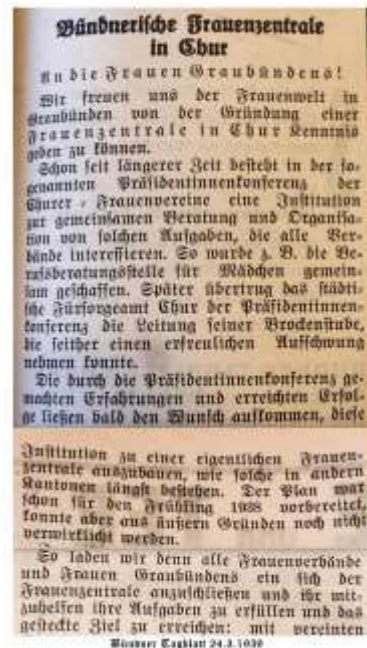 Bündnerische Frauenzentrale
in Chur
An die Frauen Graubündens!
Wir freuen uns der Frauenwelt in
Graubünden von der Gründung einer
Frauenzentrale in Chur Kenntnis
geben zu können.
Schon seit längerer Zeit besteht in der so-
genannten Präsidentinnenkonferenz der
Churer-Frauenvereine eine Institution
zur gemeinsamen Beratung und Organisa-
tion von solchen Aufgaben, die alle Ver-
bände interessieren. So wurde z. B. die Be-
rufsberatungsstelle für Mädchen gemein-
sam geschaffen. Später übertrug das städti-
sche Fürsorgeamt Chur der Präsidentinnen-
konferenz die Leitung seiner Brockenstube,
die seither einen erfreulichen Aufschwung
nehmen konnte.
Die durch die Präsidentinnenkonferenz ge-
machten Erfahrungen und erreichten Erfol-
ge ließen bald den Wunsch aufkommen, diese
Institution zu einer eigentlichen Frauen-
zentrale auszubauen, wie solche in andern
Kantonen längst bestehen. Der Plan war
schon für den Frühling 1938 vorbereitet,
konnte aber aus äußern Gründen noch nicht
verwirklicht werden.
So laden wir denn alle Frauenverbände
und Frauen Graubündens ein sich der
Frauenzentrale anzuschließen und ihr mit-
zuhelfen ihre Aufgaben zu erfüllen und das
gesteckte Ziel zu erreichen: mit vereinten
Bündner Tagblatt 24.3.1939